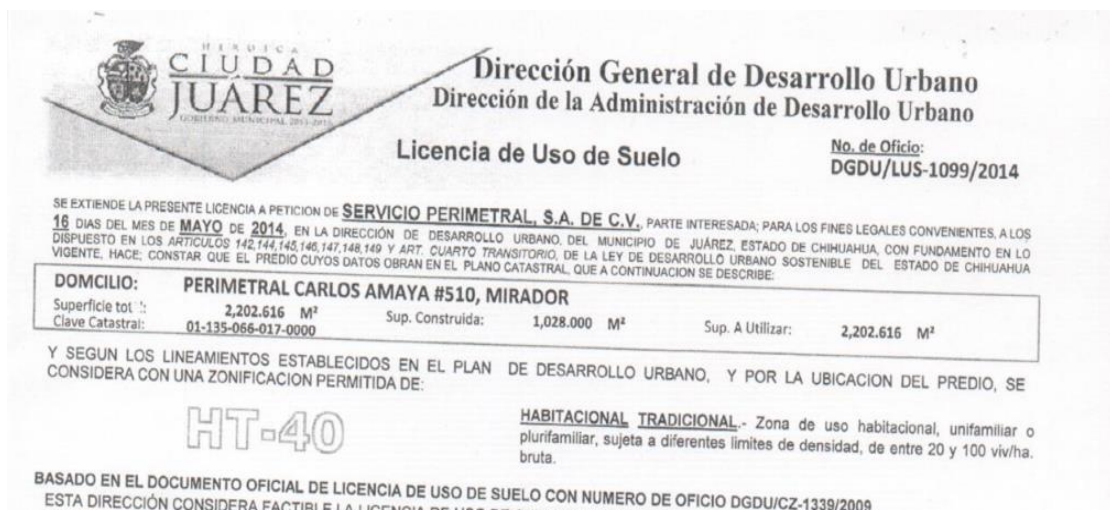 HEROICA
CIUDAD
JUÁREZ
GOBIERNO MUNICIPAL
Dirección General de Desarrollo Urbano
Dirección de la Administración de Desarrollo Urbano
Licencia de Uso de Suelo
No. de Oficio:
DGDU/LUS-1099/2014
SE EXTIENDE LA PRESENTE LICENCIA A PETICION DE SERVICIO PERIMETRAL, S.A. DE C.V., PARTE INTERESADA; PARA LOS FINES LEGALES CONVENIENTES, A LOS
16 DIAS DEL MES DE MAYO DE 2014, EN LA DIRECCIÓN DE DESARROLLO URBANO, DEL MUNICIPIO DE JUÁREZ, ESTADO DE CHIHUAHUA, CON FUNDAMENTO EN LO
DISPUESTO EN LOS ARTICULOS 142,144,145,146,147,148,149 Y ART. CUARTO TRANSITORIO, DE LA LEY DE DESARROLLO URBANO SOSTENIBLE DEL ESTADO DE CHIHUAHUA
VIGENTE, HACE; CONSTAR QUE EL PREDIO CUYOS DATOS OBRAN EN EL PLANO CATASTRAL, QUE A CONTINUACION SE DESCRIBE:
DOMCILIO: PERIMETRAL CARLOS AMAYA #510, MIRADOR
Superficie 2,202.616 M² Sup. Construida: 1,028.000 M² Sup. A Utilizar: 2,202.616 M²
Clave Catastral: 01-135-066-017-0000
Y SEGUN LOS LINEAMIENTOS ESTABLECIDOS EN EL PLAN DE DESARROLLO URBANO, Y POR LA UBICACION DEL PREDIO, SE
CONSIDERA CON UNA ZONIFICACION PERMITIDA DE:
HT-40
HABITACIONAL TRADICIONAL.- Zona de uso habitacional, unifamiliar o
plurifamiliar, sujeta a diferentes limites de densidad, de entre 20 y 100 viv/ha.
bruta.
BASADO EN EL DOCUMENTO OFICIAL DE LICENCIA DE USO DE SUELO CON NUMERO DE OFICIO DGDU/CZ-1339/2009
ESTA DIRECCIÓN CONSIDERA FACTIBLE LA LICENCIA DE USO DE